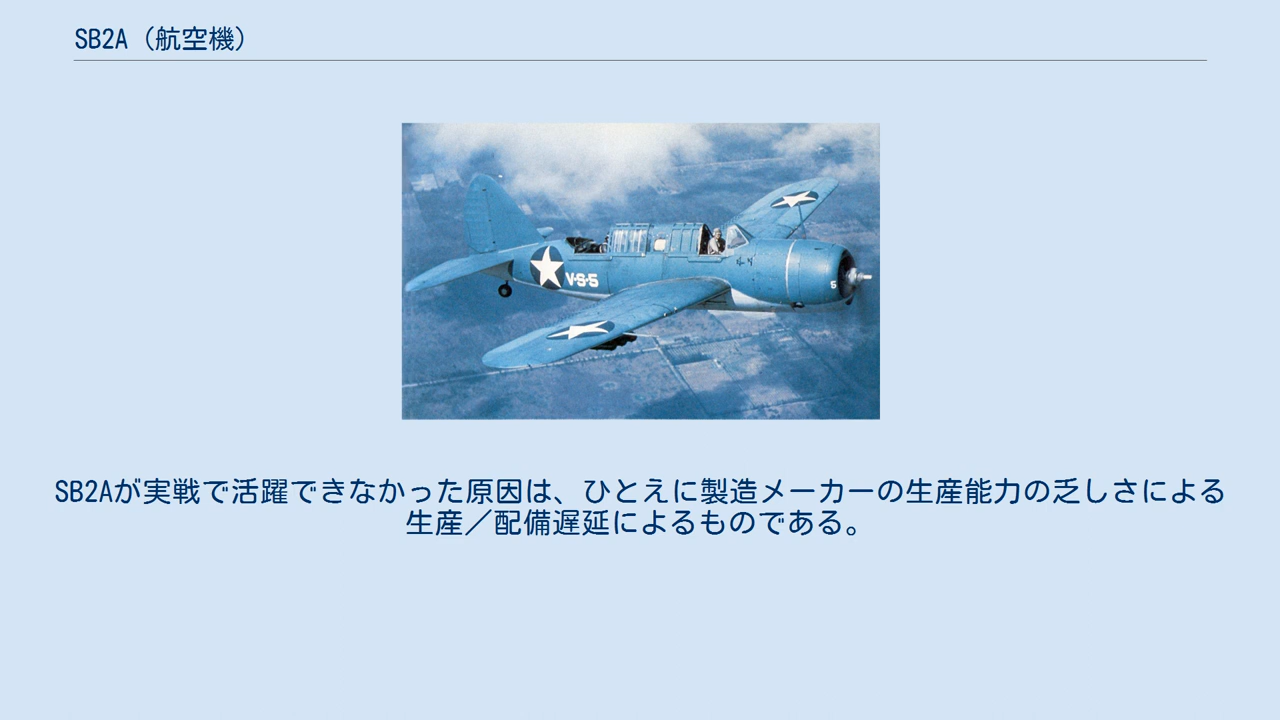 SB2A（航空機）
V-S-5
5
SB2Aが実戦で活躍できなかった原因は、ひとえに製造メーカーの生産能力の乏しさによる
生産／配備遅延によるものである。